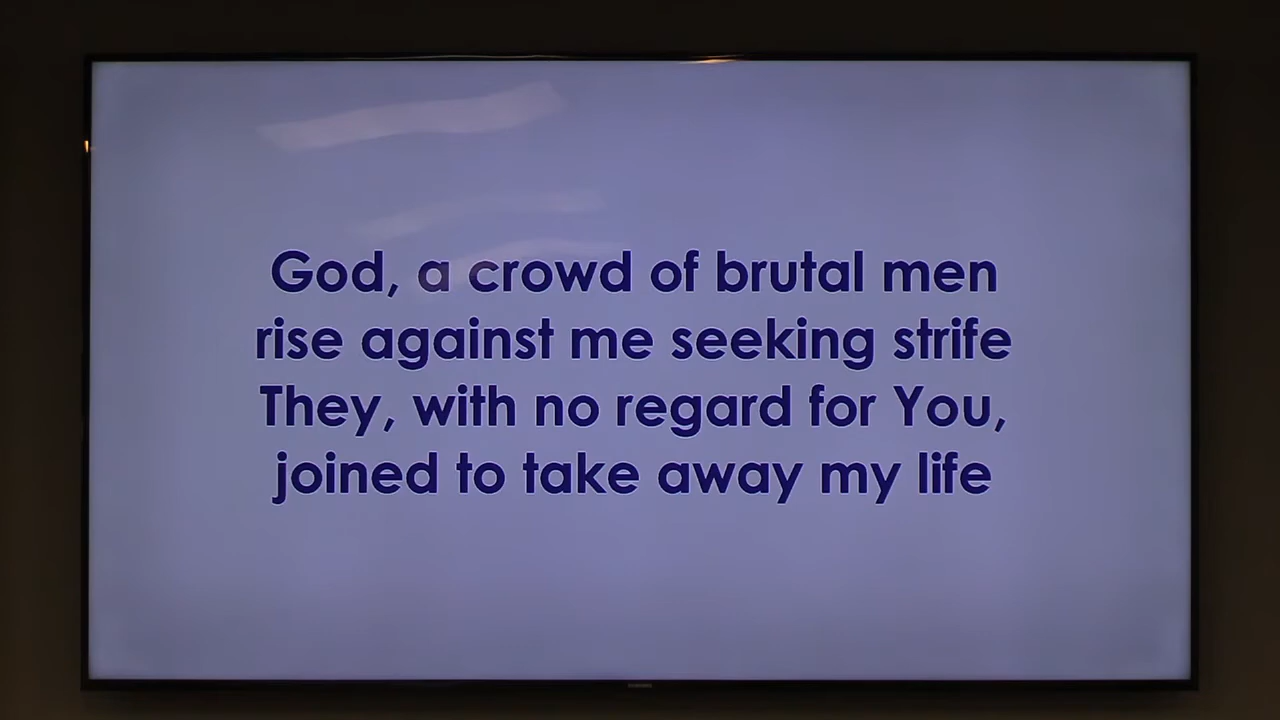 God, a crowd of brutal men
rise against me seeking strife
They, with no regard for You,
joined to take away my life